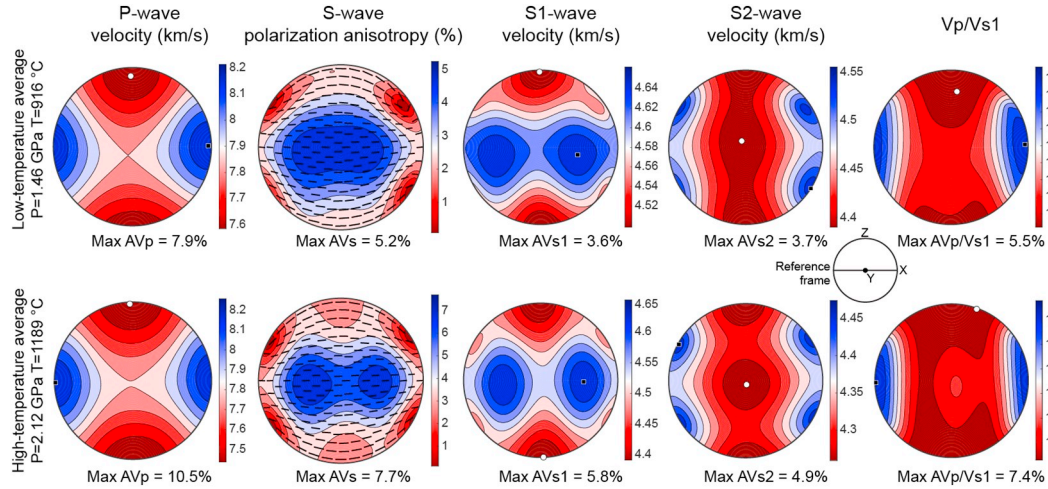 P-wave
velocity (km/s)
S-wave
polarization anisotropy (%)
S1-wave
velocity (km/s)
S2-wave
velocity (km/s)
Vp/Vs1
Low-temperature average
P=1.46 GPa T=916 °C
8.2
8.1
8
7.9
7.8
7.7
7.6
5
4
3
2
1
4.64
4.62
4.6
4.58
4.56
4.54
4.52
4.55
4.5
4.45
4.4
Max AVp = 7.9%
Max AVs = 5.2%
Max AVs1 = 3.6%
Max AVs2 = 3.7%
Max AVp/Vs1 = 5.5%
Reference
frame
Z
X
Y
High-temperature average
P=2.12 GPa T=1189 °C
8.2
8.1
8
7.9
7.8
7.7
7.6
7.5
7
6
5
4
3
2
1
4.65
4.6
4.55
4.5
4.45
4.4
4.45
4.4
4.35
4.3
Max AVp = 10.5%
Max AVs = 7.7%
Max AVs1 = 5.8%
Max AVs2 = 4.9%
Max AVp/Vs1 = 7.4%